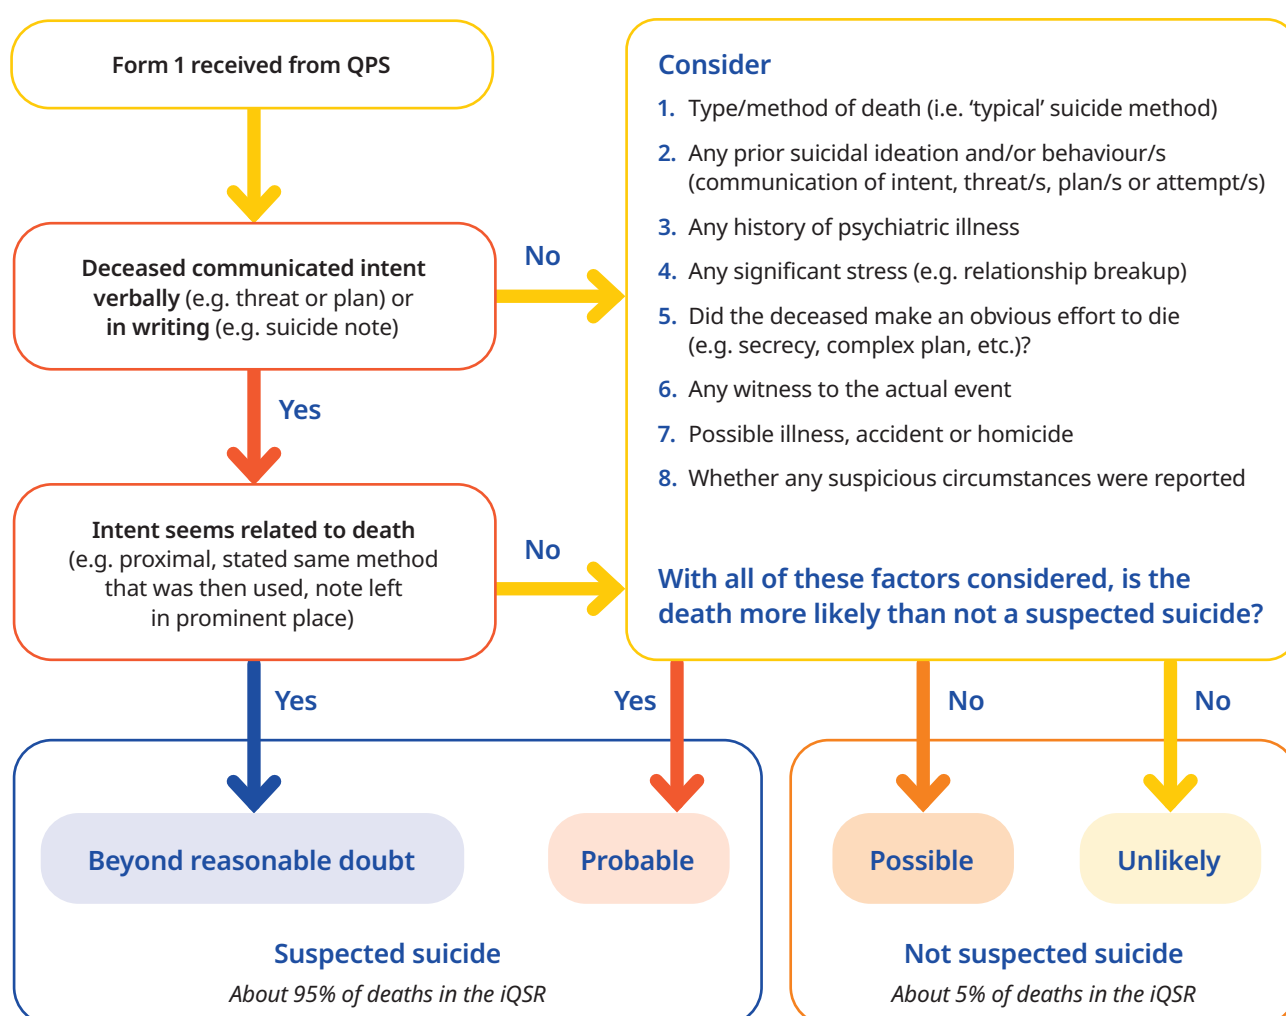 Form 1 received from QPS
Deceased communicated intent
verbally (e.g. threat or plan) or
in writing (e.g. suicide note)
No
Yes
Intent seems related to death
(e.g. proximal, stated same method
that was then used, note left
in prominent place)
No
Consider
1. Type/method of death (i.e. ‘typical’ suicide method)
2. Any prior suicidal ideation and/or behaviour/s
(communication of intent, threat/s, plan/s or attempt/s)
3. Any history of psychiatric illness
4. Any significant stress (e.g. relationship breakup)
5. Did the deceased make an obvious effort to die
(e.g. secrecy, complex plan, etc.)?
6. Any witness to the actual event
7. Possible illness, accident or homicide
8. Whether any suspicious circumstances were reported
With all of these factors considered, is the
death more likely than not a suspected suicide?
Yes
Yes
No
No
Beyond reasonable doubt
Probable
Possible
Unlikely
Suspected suicide
About 95% of deaths in the iQSR
Not suspected suicide
About 5% of deaths in the iQSR